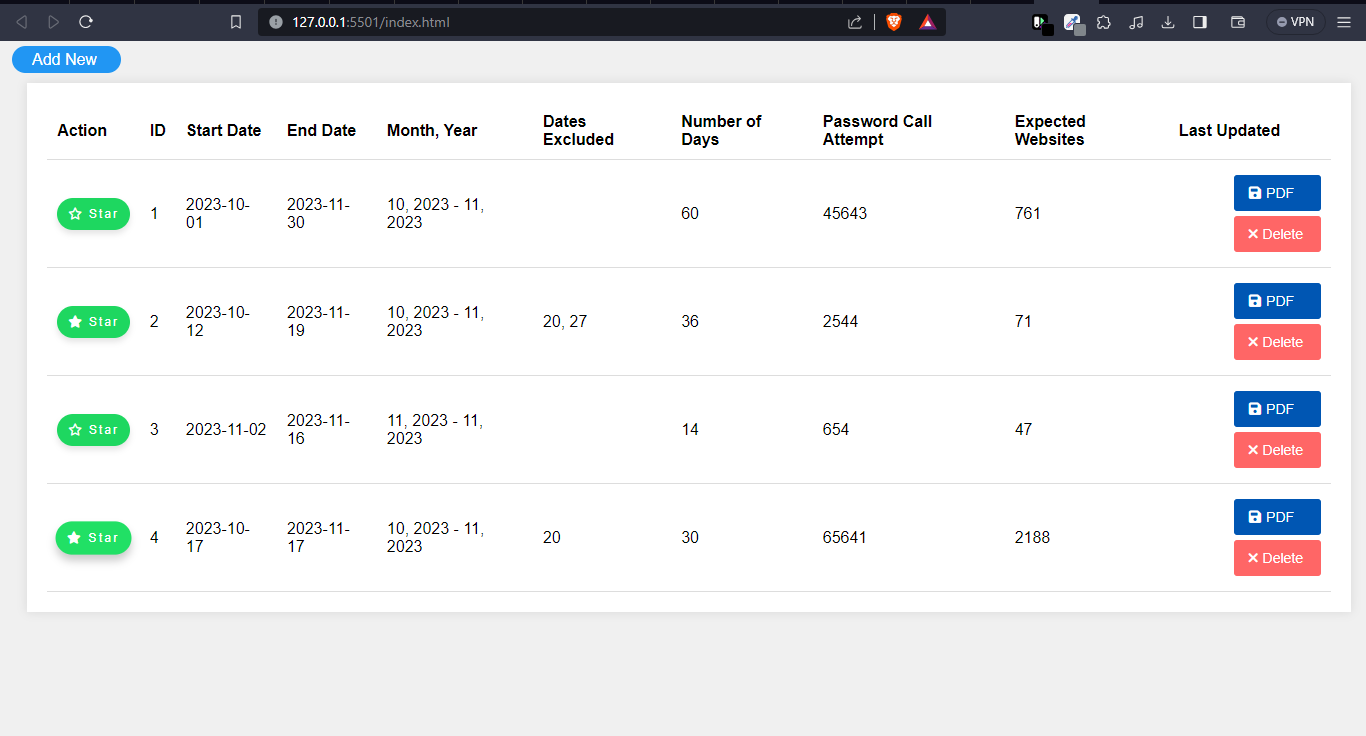 127.0.0.1:5501/index.html
VPN
Add New
Action ID Start Date End Date Month, Year Dates Excluded Number of Days Password Call Attempt Expected Websites Last Updated
Star 1 2023-10-01 2023-11-30 10, 2023 - 11, 2023 60 45643 761 PDF
Delete
Star 2 2023-10-12 2023-11-19 10, 2023 - 11, 2023 20, 27 36 2544 71 PDF
Delete
Star 3 2023-11-02 2023-11-16 11, 2023 - 11, 2023 14 654 47 PDF
Delete
Star 4 2023-10-17 2023-11-17 10, 2023 - 11, 2023 20 30 65641 2188 PDF
Delete